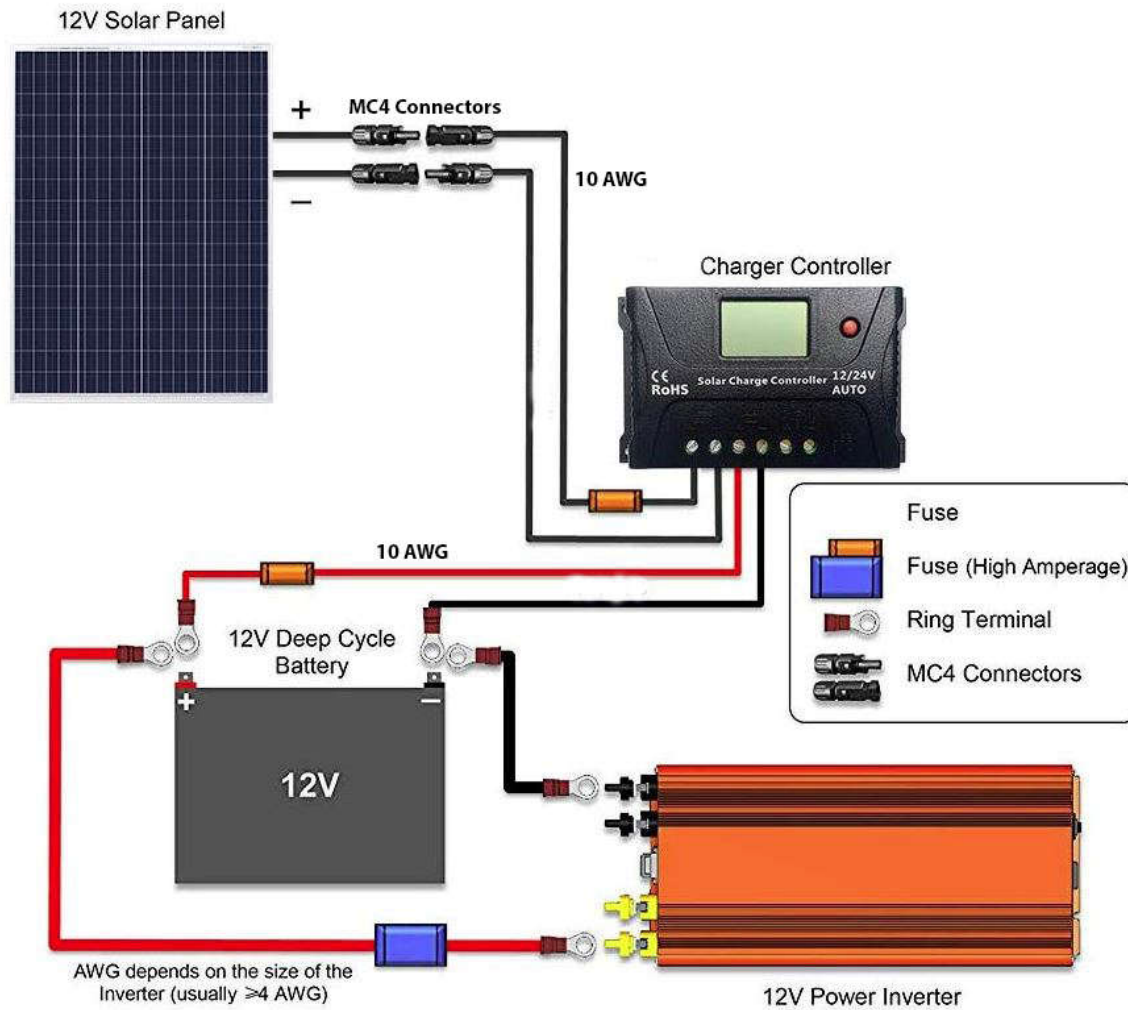 12V Solar Panel
+
MC4 Connectors
−
10 AWG
Charger Controller
CE
RoHS
Solar Charge Controller
12/24V
AUTO
10 AWG
Fuse
Fuse (High Amperage)
Ring Terminal
MC4 Connectors
12V Deep Cycle
Battery
+
−
12V
AWG depends on the size of the
Inverter (usually ≥4 AWG)
12V Power Inverter